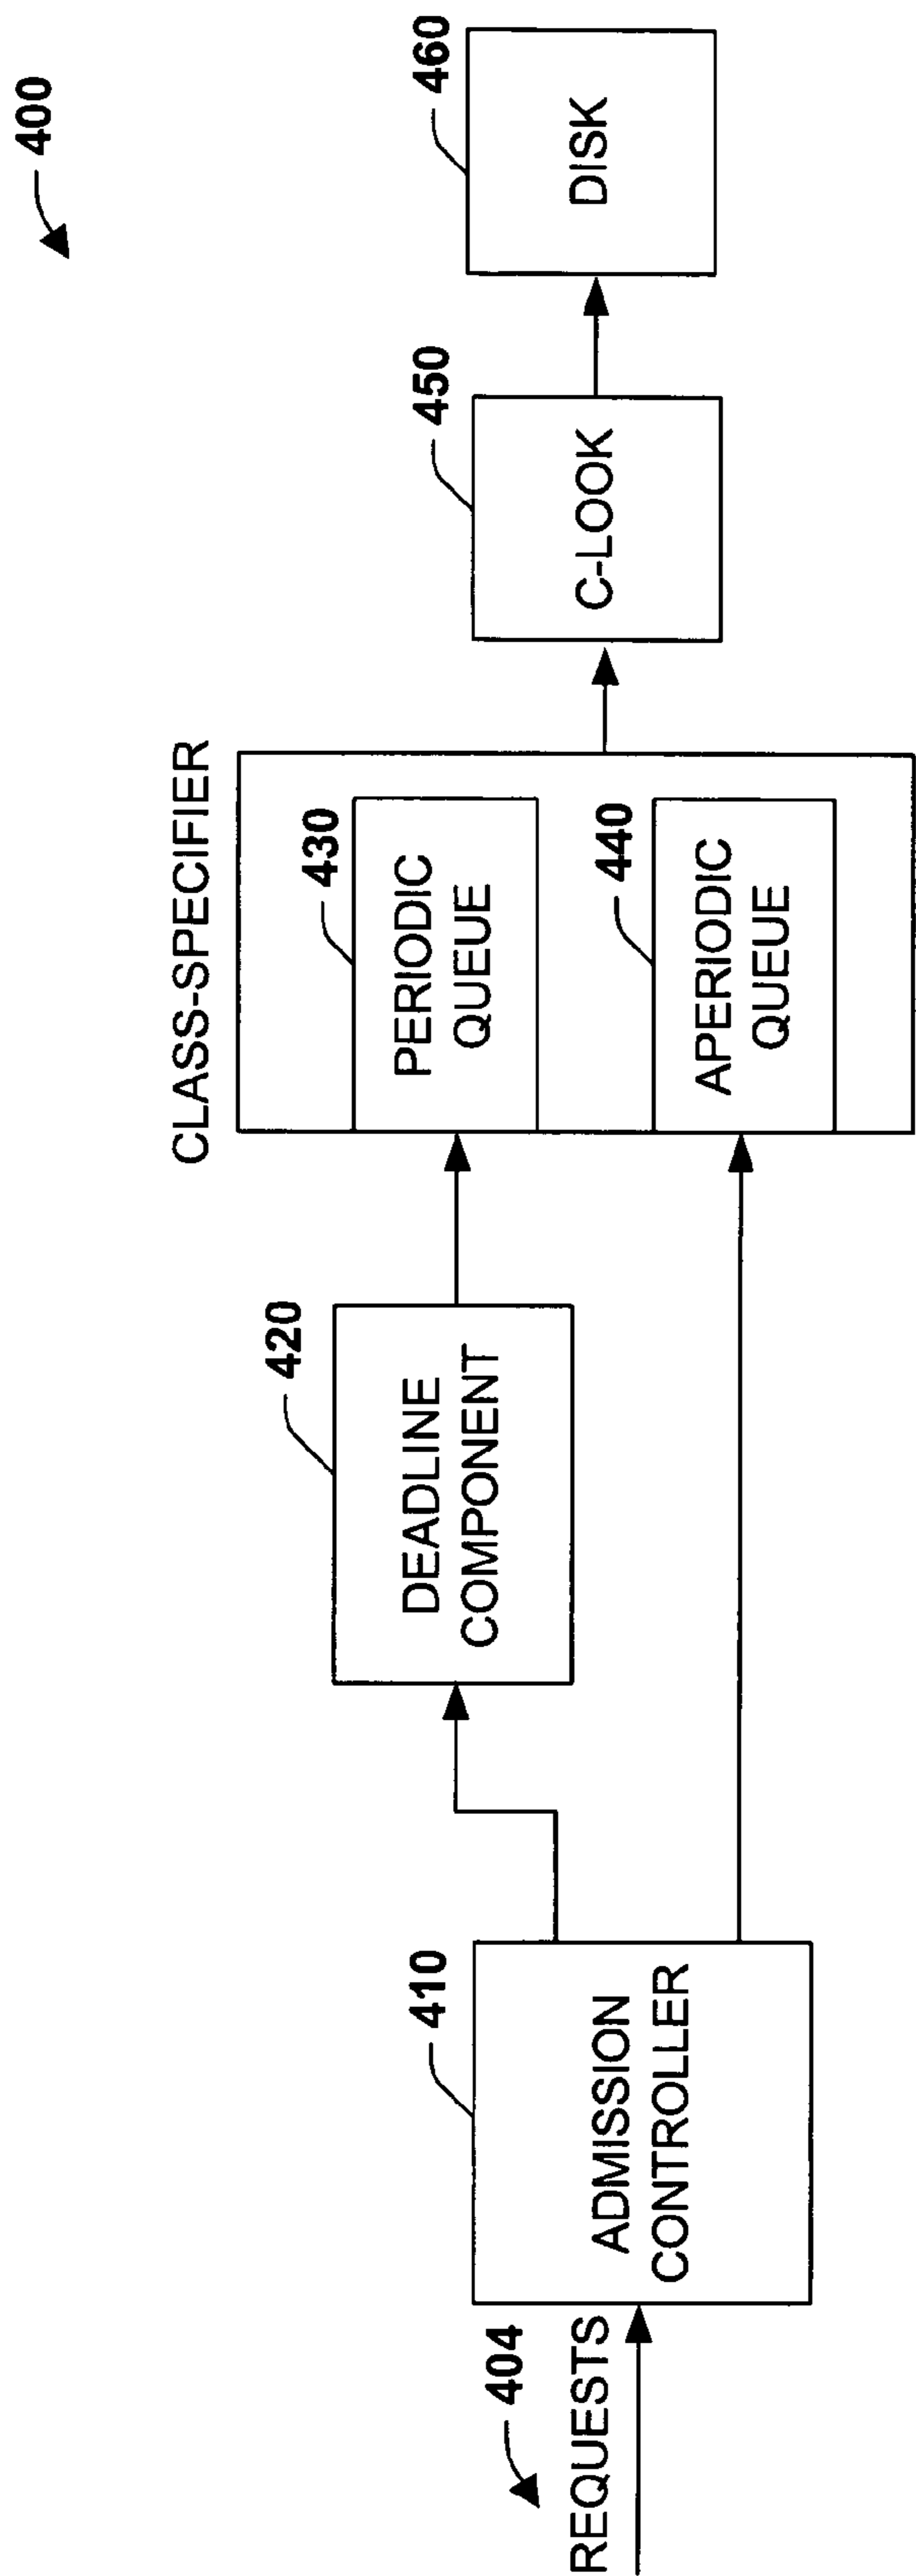 400
CLASS-SPECIFIER
420
430
450
460
DEADLINE
COMPONENT
PERIODIC
QUEUE
C-LOOK
DISK
410
404
REQUESTS
ADMISSION
CONTROLLER
440
APERIODIC
QUEUE